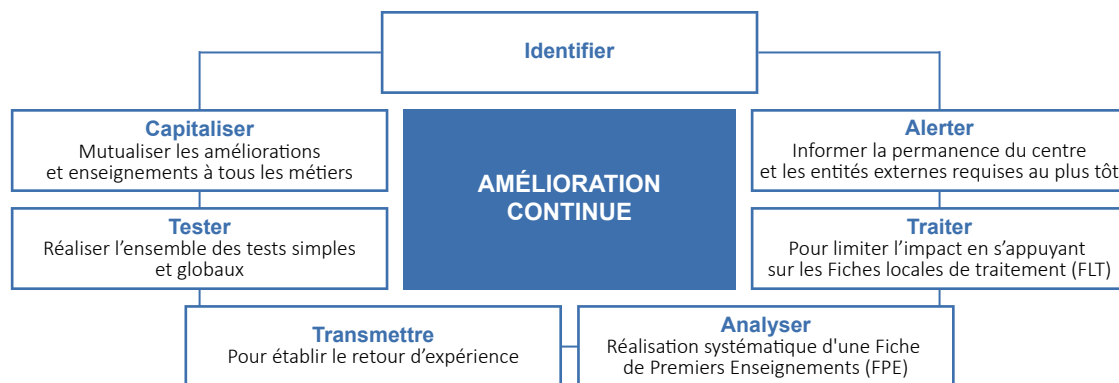 Identifier
Capitaliser
Mutualiser les améliorations
et enseignements à tous les métiers
AMÉLIORATION
CONTINUE
Alerter
Informer la permanence du centre
et les entités externes requises au plus tôt
Tester
Réaliser l’ensemble des tests simples
et globaux
Traiter
Pour limiter l’impact en s’appuyant
sur les Fiches locales de traitement (FLT)
Transmettre
Pour établir le retour d’expérience
Analyser
Réalisation systématique d'une Fiche
de Premiers Enseignements (FPE)